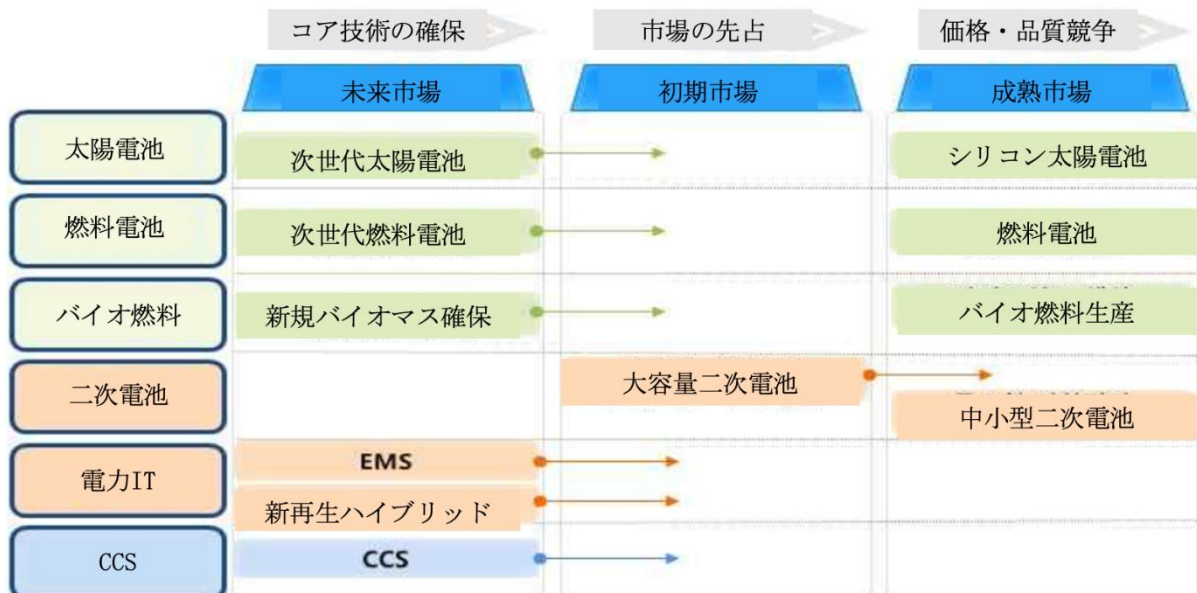 コア技術の確保
市場の先占
価格・品質競争
未来市場
初期市場
成熟市場
太陽電池
次世代太陽電池
シリコン太陽電池
燃料電池
次世代燃料電池
燃料電池
バイオ燃料
新規バイオマス確保
バイオ燃料生産
二次電池
大容量二次電池
中小型二次電池
電力IT
EMS
新再生ハイブリッド
CCS
CCS